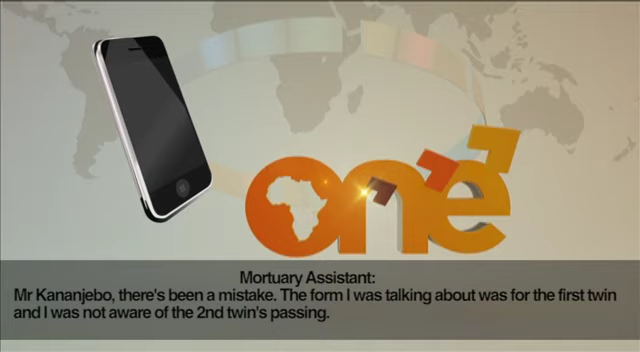 one
Mortuary Assistant:
Mr Kananjebo, there's been a mistake. The form I was talking about was for the first twin
and I was not aware of the 2nd twin's passing.